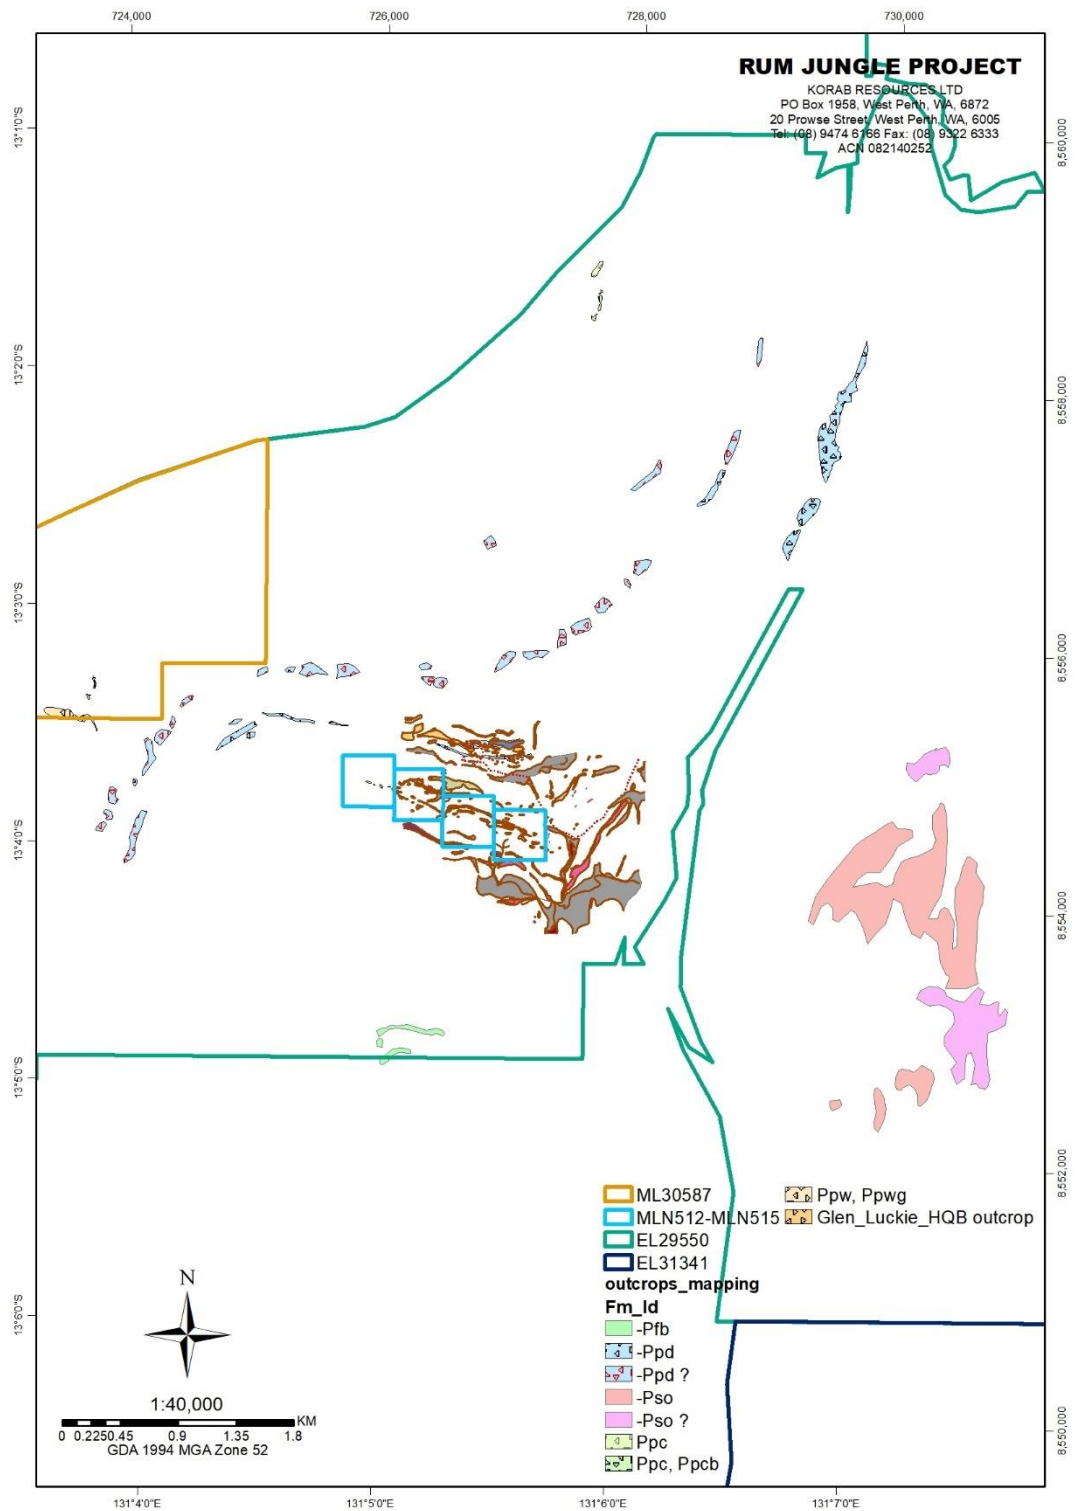 724,000 726,000 728,000 730,000
RUM JUNGLE PROJECT
KORAB RESOURCES LTD
PO Box 1958, West Perth, WA, 6872
20 Prowse Street, West Perth, WA, 6005
Tel: (08) 9474 6166 Fax: (08) 9322 6333
ACN 082140252
13°1'0"S
8,560,000
13°2'0"S
8,558,000
13°3'0"S
8,556,000
13°4'0"S
8,554,000
13°5'0"S
8,552,000
13°6'0"S
8,550,000
ML30587
MLN512-MLN515
EL29550
EL31341
outcrops_mapping
Fm_Id
-Pfb
-Ppd
-Ppd ?
-Pso
-Pso ?
Ppc
Ppc, Ppcb
Ppw, Ppwg
Glen_Luckie_HQB outcrop
N
1:40,000
KM
0 0.2250.45 0.9 1.35 1.8
GDA 1994 MGA Zone 52
131°4'0"E 131°5'0"E 131°6'0"E 131°7'0"E